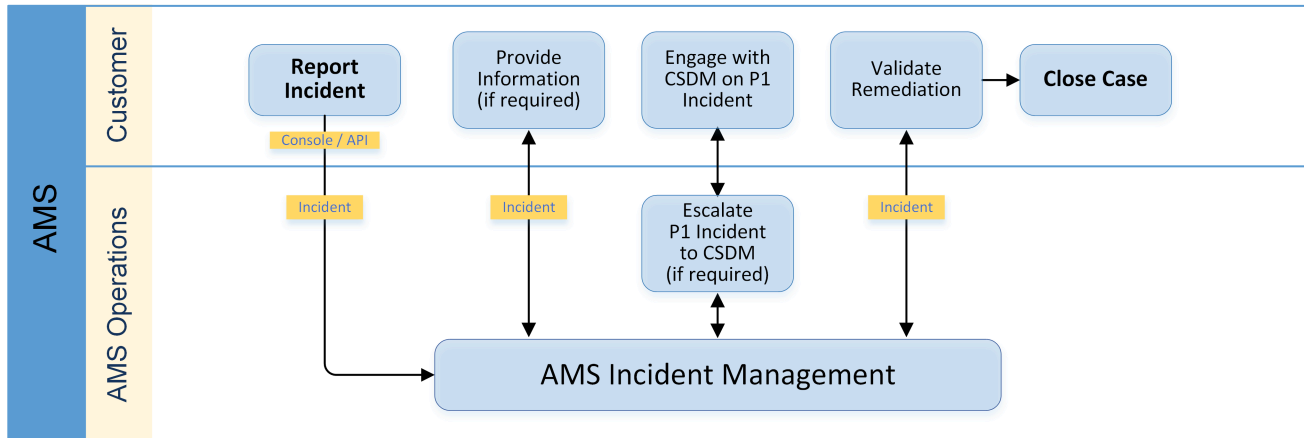 AMS
Customer
Report
Incident
Provide
Information
(if required)
Engage with
CSDM on P1
Incident
Validate
Remediation
Close Case
Console / API
AMS Operations
Incident
Incident
Escalate
P1 Incident
to CSDM
(if required)
Incident
AMS Incident Management